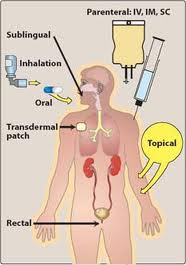 Parenteral: IV, IM, SC
Sublingual
Inhalation
Oral
Transdermal
patch
Topical
Rectal